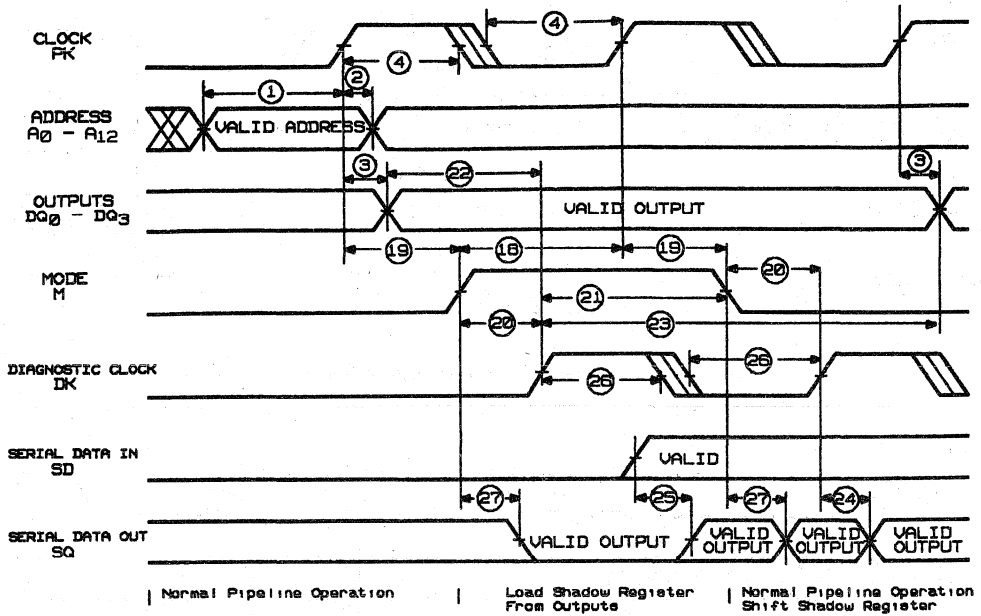 CLOCK
PK
4
4
1
2
ADDRESS
A0 - A12
VALID ADDRESS
3
22
3
OUTPUTS
DQ0 - DQ3
VALID OUTPUT
19
18
19
MODE
M
20
21
20
23
DIAGNOSTIC CLOCK
DK
26
26
SERIAL DATA IN
SD
VALID
27
25
27
24
SERIAL DATA OUT
SQ
VALID OUTPUT
VALID
OUTPUT
VALID
OUTPUT
VALID
OUTPUT
Normal Pipeline Operation
Load Shadow Register
From Outputs
Normal Pipeline Operation
Shift Shadow Register